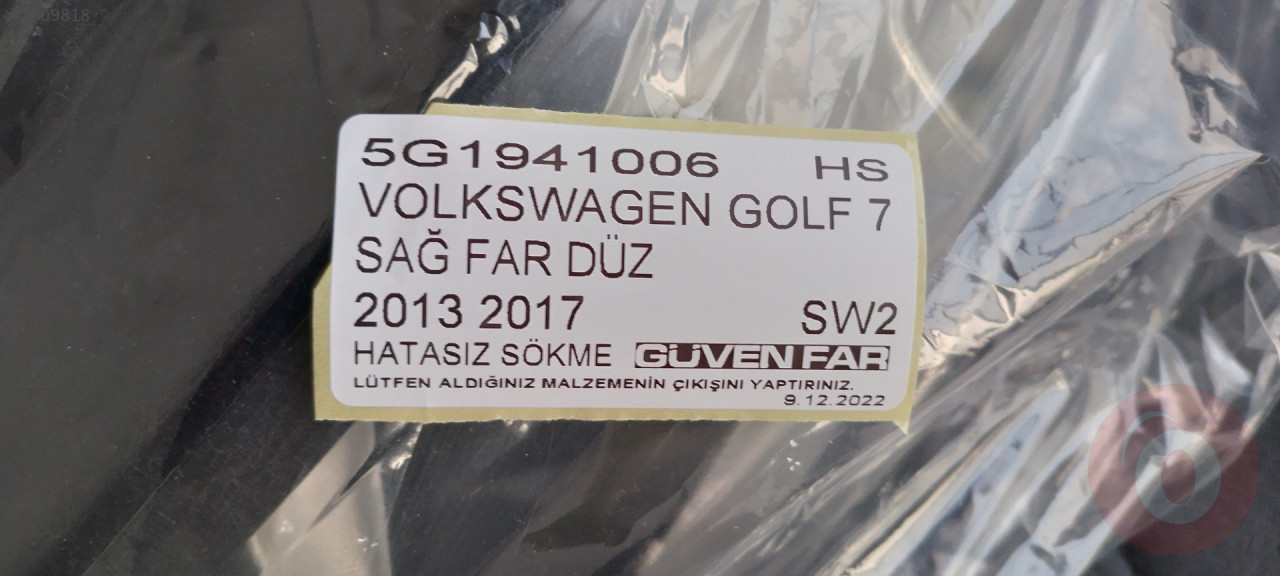 5G1941006 HS
VOLKSWAGEN GOLF 7
SAĞ FAR DÜZ
2013 2017 SW2
HATASIZ SÖKME GÜVEN FAR
LÜTFEN ALDIĞINIZ MALZEMENİN ÇIKIŞINI YAPTIRINIZ.
9.12.2022